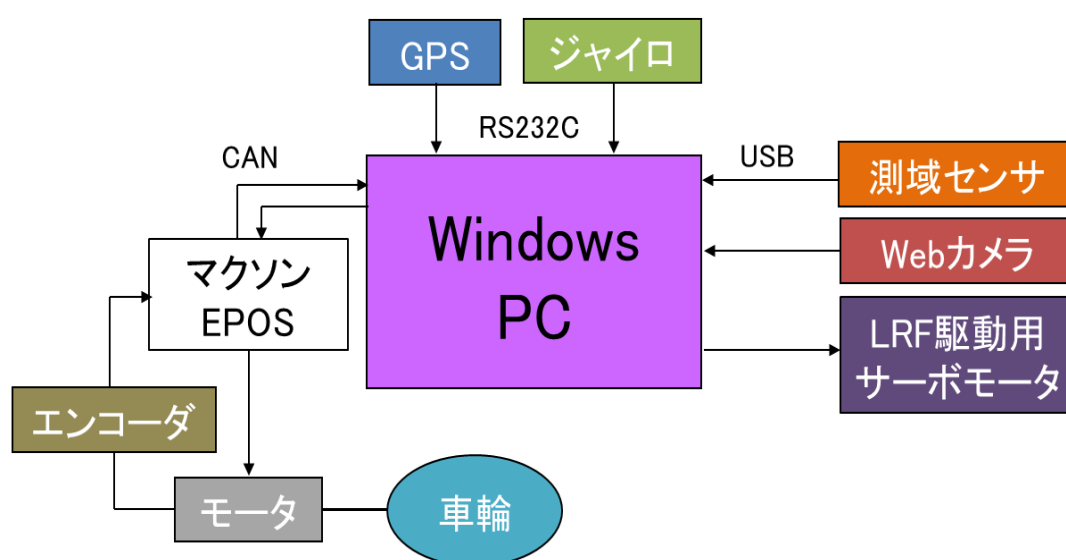 GPS
ジャイロ
RS232C
CAN
USB
測域センサ
Windows
PC
Webカメラ
マクソン
EPOS
LRF駆動用
サーボモータ
エンコーダ
モータ
車輪